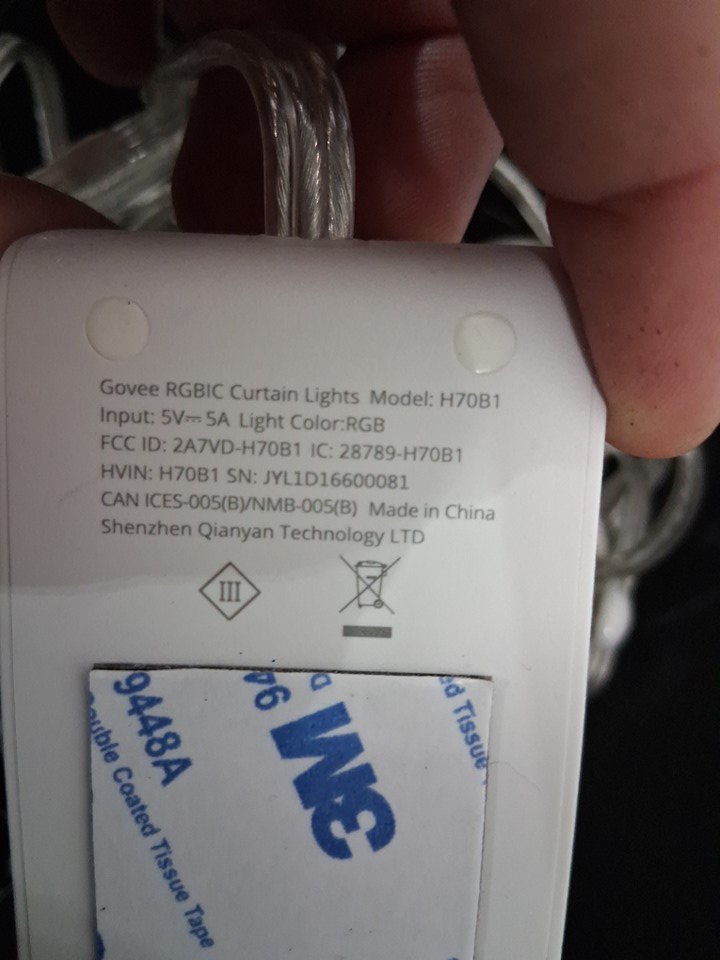 Govee RGBIC Curtain Lights Model: H70B1
Input: 5V⎓5A Light Color:RGB
FCC ID: 2A7VD-H70B1 IC: 28789-H70B1
HVIN: H70B1 SN: JYL1D16600081
CAN ICES-005(B)/NMB-005(B) Made in China
Shenzhen Qianyan Technology LTD
III
9448A
3M
Coated Tissue Tape
Tissue